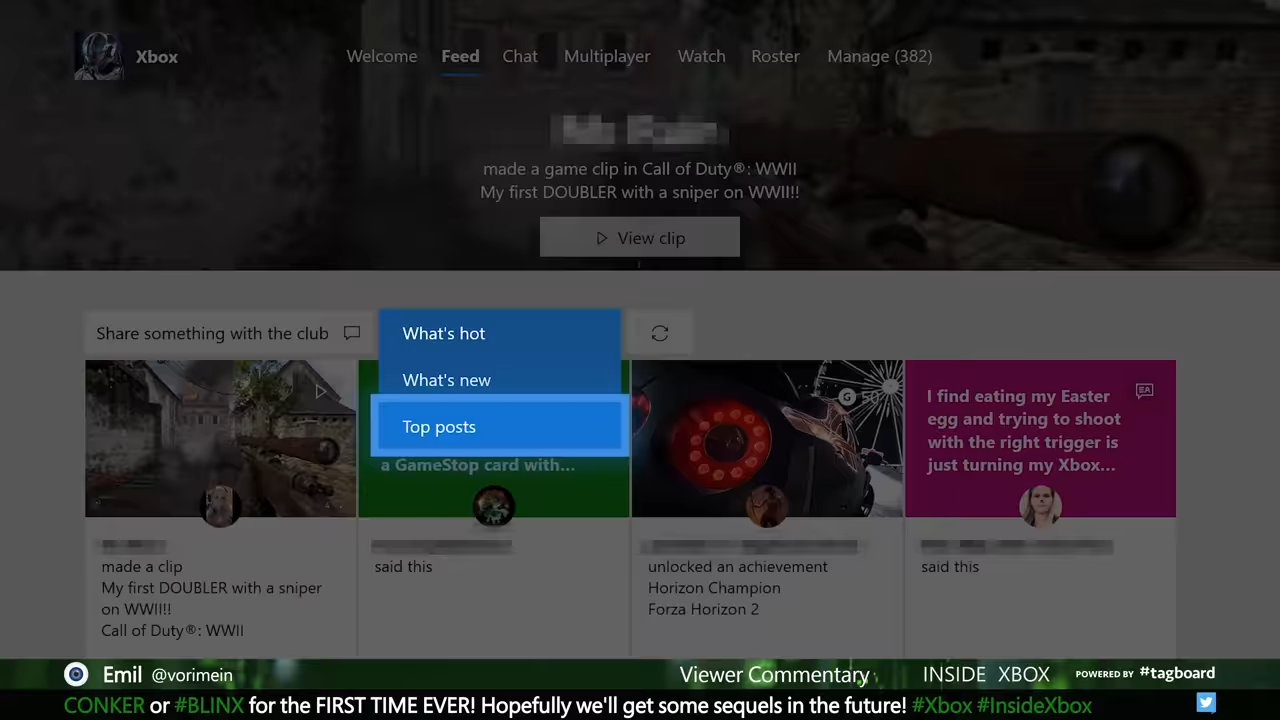 Xbox
Welcome Feed Chat Multiplayer Watch Roster Manage (382)
made a game clip in Call of Duty®: WWII
My first DOUBLER with a sniper on WWII!!
View clip
Share something with the club
What's hot
What's new
Top posts
a GameStop card with...
G 50
I find eating my Easter
egg and trying to shoot
with the right trigger is
just turning my Xbox...
EA
made a clip
My first DOUBLER with a sniper
on WWII!!
Call of Duty®: WWII
said this
unlocked an achievement
Horizon Champion
Forza Horizon 2
said this
Emil @vorimein
Viewer Commentary
INSIDE XBOX
POWERED BY #tagboard
CONKER or #BLINX for the FIRST TIME EVER! Hopefully we'll get some sequels in the future! #Xbox #InsideXbox